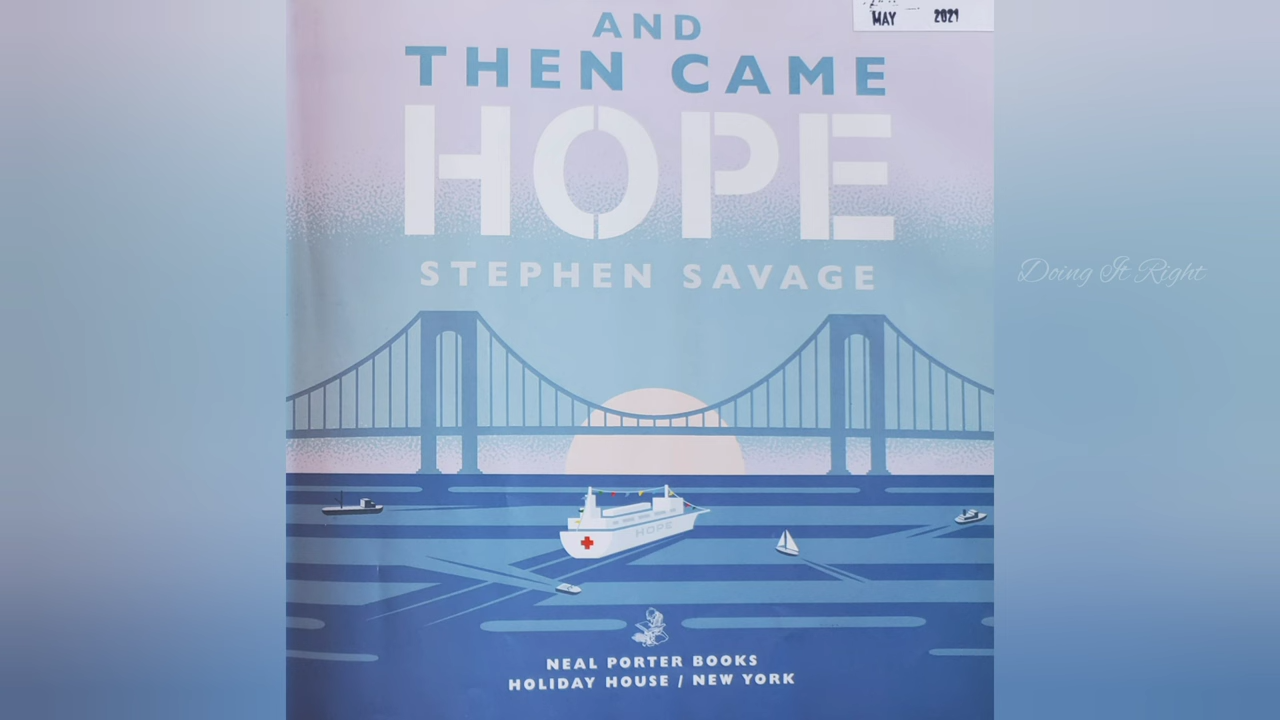 MAY 2021
AND
THEN CAME
HOPE
STEPHEN SAVAGE
Doing It Right
HOPE
NEAL PORTER BOOKS
HOLIDAY HOUSE / NEW YORK